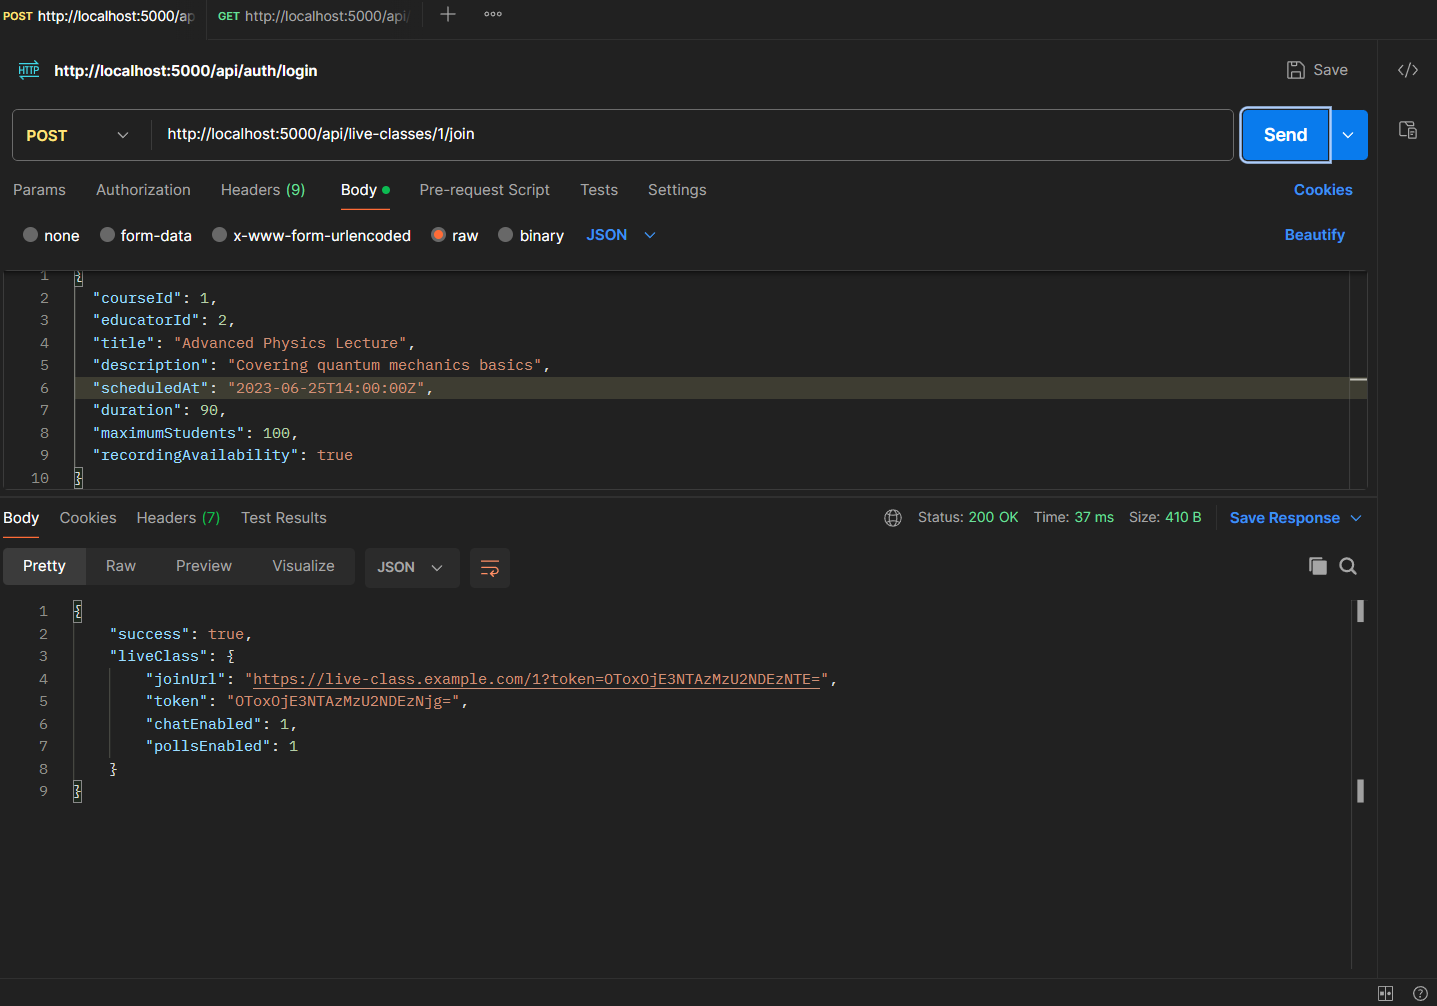 POST http://localhost:5000/ap GET http://localhost:5000/api/
HTTP http://localhost:5000/api/auth/login Save
POST http://localhost:5000/api/live-classes/1/join Send
Params Authorization Headers (9) Body Pre-request Script Tests Settings Cookies
none form-data x-www-form-urlencoded raw binary JSON Beautify
1 {
2 "courseId": 1,
3 "educatorId": 2,
4 "title": "Advanced Physics Lecture",
5 "description": "Covering quantum mechanics basics",
6 "scheduledAt": "2023-06-25T14:00:00Z",
7 "duration": 90,
8 "maximumStudents": 100,
9 "recordingAvailability": true
10 }
Body Cookies Headers (7) Test Results Status: 200 OK Time: 37 ms Size: 410 B Save Response
Pretty Raw Preview Visualize JSON
1 {
2 "success": true,
3 "liveClass": {
4 "joinUrl": "https://live-class.example.com/1?token=OToxOjE3NTAzMzU2NDEzNTE=",
5 "token": "OToxOjE3NTAzMzU2NDEzNjg=",
6 "chatEnabled": 1,
7 "pollsEnabled": 1
8 }
9 }